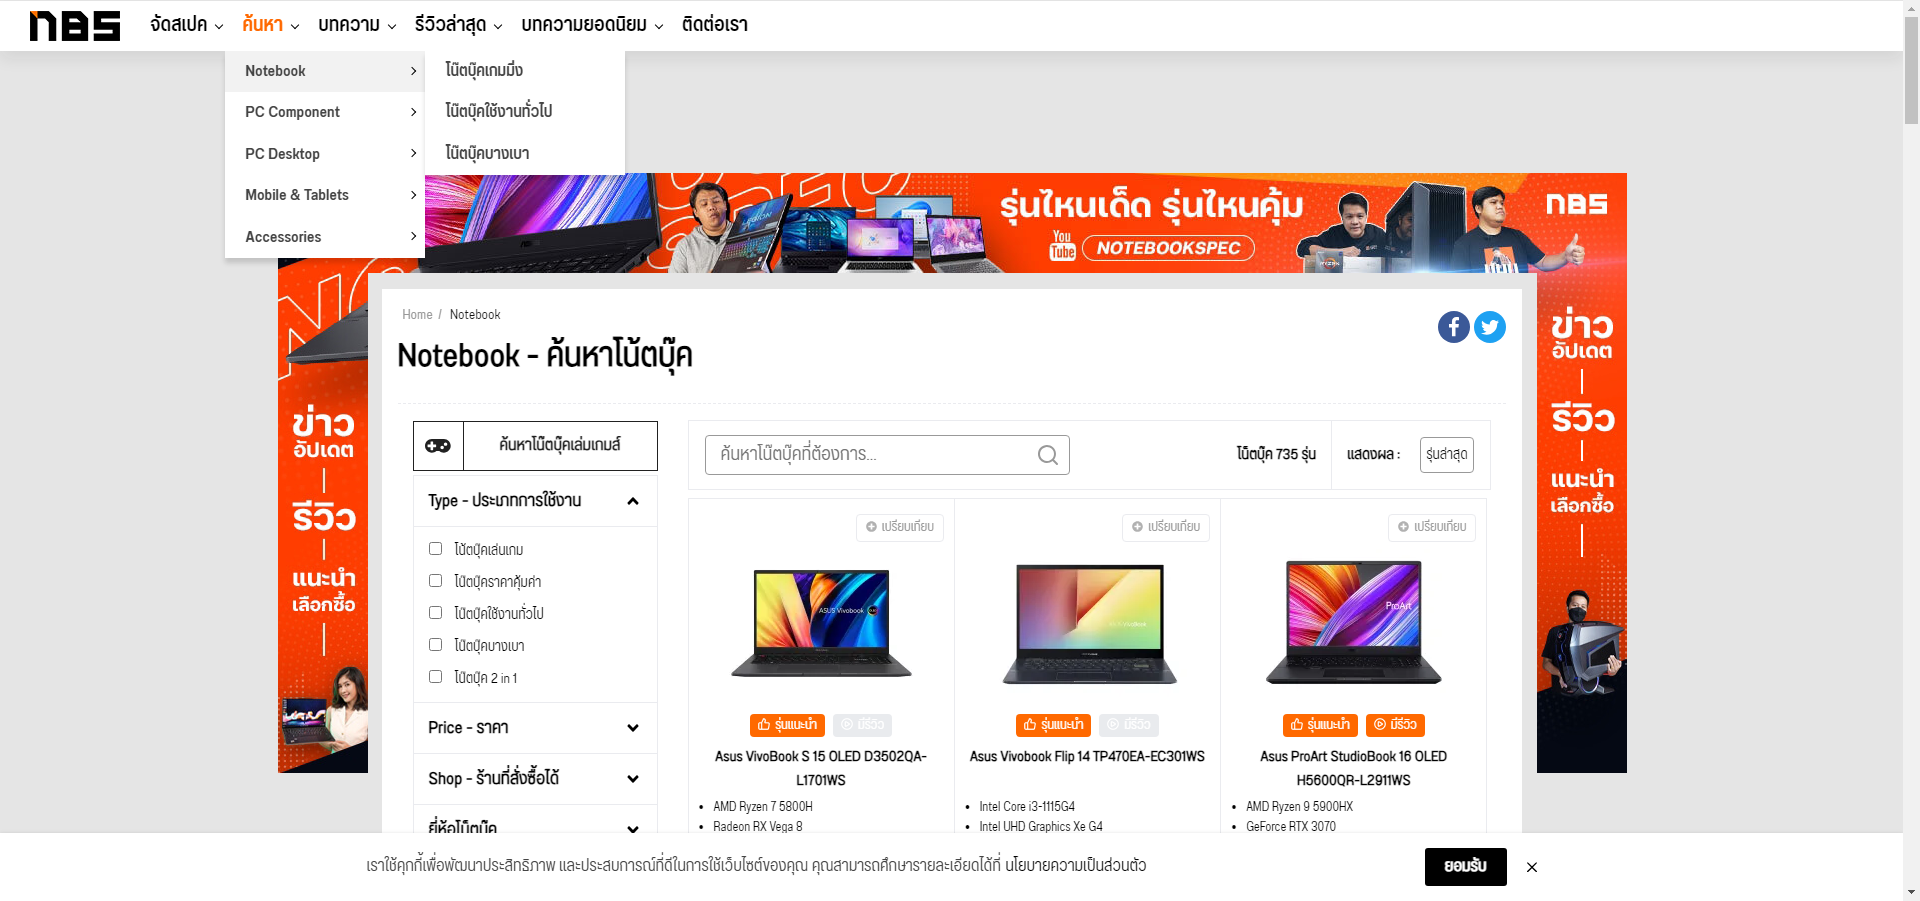 nBS
จัดสเปค ค้นหา บทความ รีวิวล่าสุด บทความยอดนิยม ติดต่อเรา
Notebook
PC Component
PC Desktop
Mobile & Tablets
Accessories
โน๊ตบุ๊คเกมมิ่ง
โน๊ตบุ๊คใช้งานทั่วไป
โน๊ตบุ๊คบางเบา
รุ่นไหนเด็ด รุ่นไหนคุ้ม
You Tube NOTEBOOKSPEC
nBS
LEGION
RYZEN
ข่าว
อัปเดต
รีวิว
แนะนำ
เลือกซื้อ
ข่าว
อัปเดต
รีวิว
แนะนำ
เลือกซื้อ
Home / Notebook
Notebook - ค้นหาโน้ตบุ๊ค
ค้นหาโน๊ตบุ๊คเล่มเกมส์
Type - ประเภทการใช้งาน
โน้ตบุ๊คเล่นเกม
โน๊ตบุ๊คราคาคุ้มค่า
โน๊ตบุ๊คใช้งานทั่วไป
โน๊ตบุ๊คบางเบา
โน๊ตบุ๊ค 2 in 1
Price - ราคา
Shop - ร้านที่สั่งซื้อได้
ยี่ห้อโน็ตบุ๊ค
ค้นหาโน๊ตบุ๊คที่ต้องการ...
โน็ตบุ๊ค 735 รุ่น
แสดงผล :
รุ่นล่าสุด
เปรียบเทียบ
ASUS Vivobook
รุ่นแนะนำ มีรีวิว
Asus VivoBook S 15 OLED D3502QA-
L1701WS
AMD Ryzen 7 5800H
Radeon RX Vega 8
เปรียบเทียบ
รุ่นแนะนำ มีรีวิว
Asus Vivobook Flip 14 TP470EA-EC301WS
Intel Core i3-1115G4
Intel UHD Graphics Xe G4
เปรียบเทียบ
ProArt
รุ่นแนะนำ มีรีวิว
Asus ProArt StudioBook 16 OLED
H5600QR-L2911WS
AMD Ryzen 9 5900HX
GeForce RTX 3070
เราใช้คุกกี้เพื่อพัฒนาประสิทธิภาพ และประสบการณ์ที่ดีในการใช้เว็บไซต์ของคุณ คุณสามารถศึกษารายละเอียดได้ที่ นโยบายความเป็นส่วนตัว
ยอมรับ